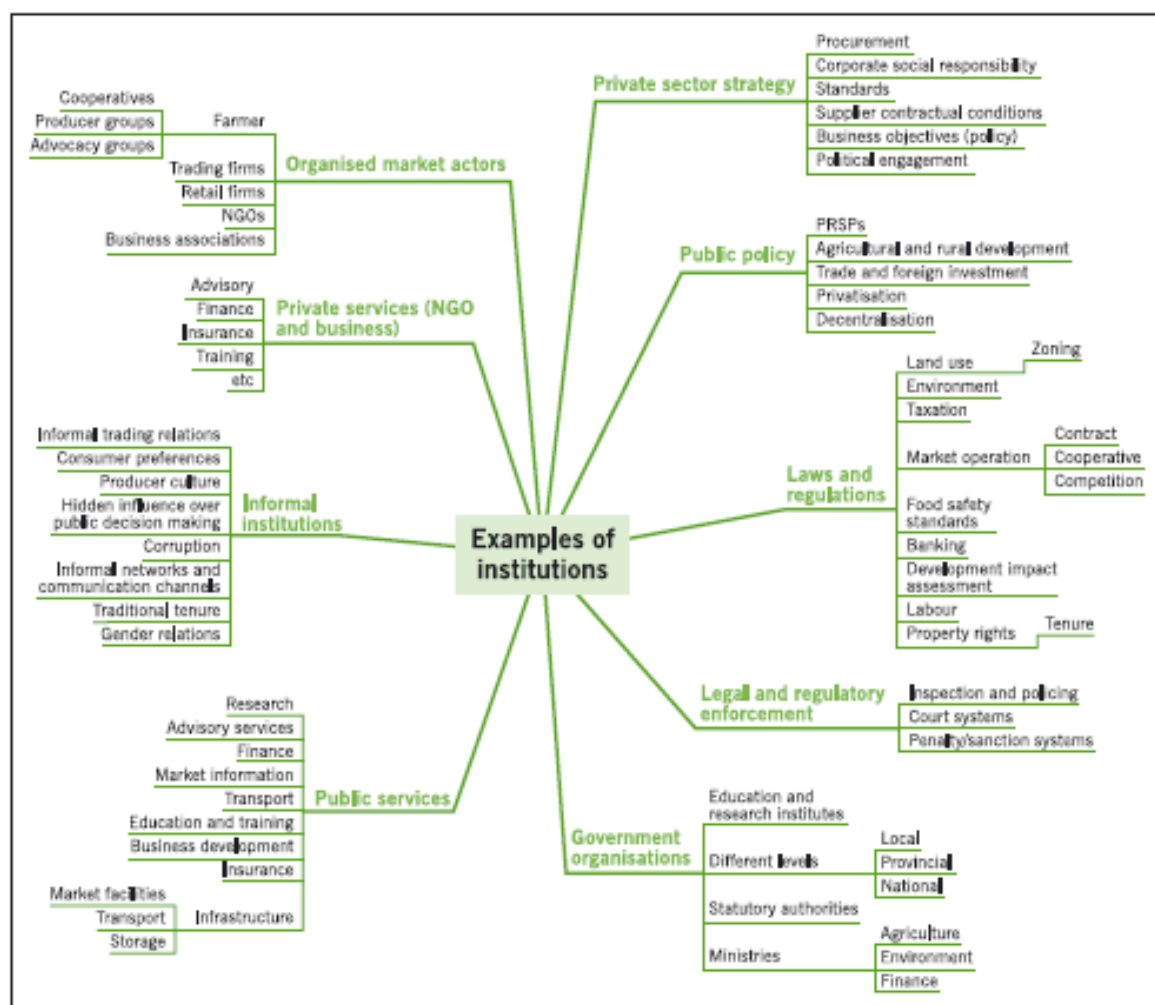 Examples of
institutions
Private sector strategy
Procurement
Corporate social responsibility
Standards
Supplier contractual conditions
Business objectives (policy)
Political engagement
Public policy
PRSPs
Agricultural and rural development
Trade and foreign investment
Privatisation
Decentralisation
Laws and
regulations
Land use
Zoning
Environment
Taxation
Market operation
Contract
Cooperative
Competition
Food safety
standards
Banking
Development impact
assessment
Labour
Property rights
Tenure
Legal and regulatory
enforcement
Inspection and policing
Court systems
Penalty/sanction systems
Government
organisations
Education and
research institutes
Different levels
Local
Provincial
National
Statutory authorities
Ministries
Agriculture
Environment
Finance
Organised market actors
Farmer
Cooperatives
Producer groups
Advocacy groups
Trading firms
Retail firms
NGOs
Business associations
Private services (NGO
and business)
Advisory
Finance
Insurance
Training
etc
Informal
institutions
Informal trading relations
Consumer preferences
Producer culture
Hidden influence over
public decision making
Corruption
Informal networks and
communication channels
Traditional tenure
Gender relations
Public services
Research
Advisory services
Finance
Market information
Transport
Education and training
Business development
Insurance
Infrastructure
Market facilities
Transport
Storage